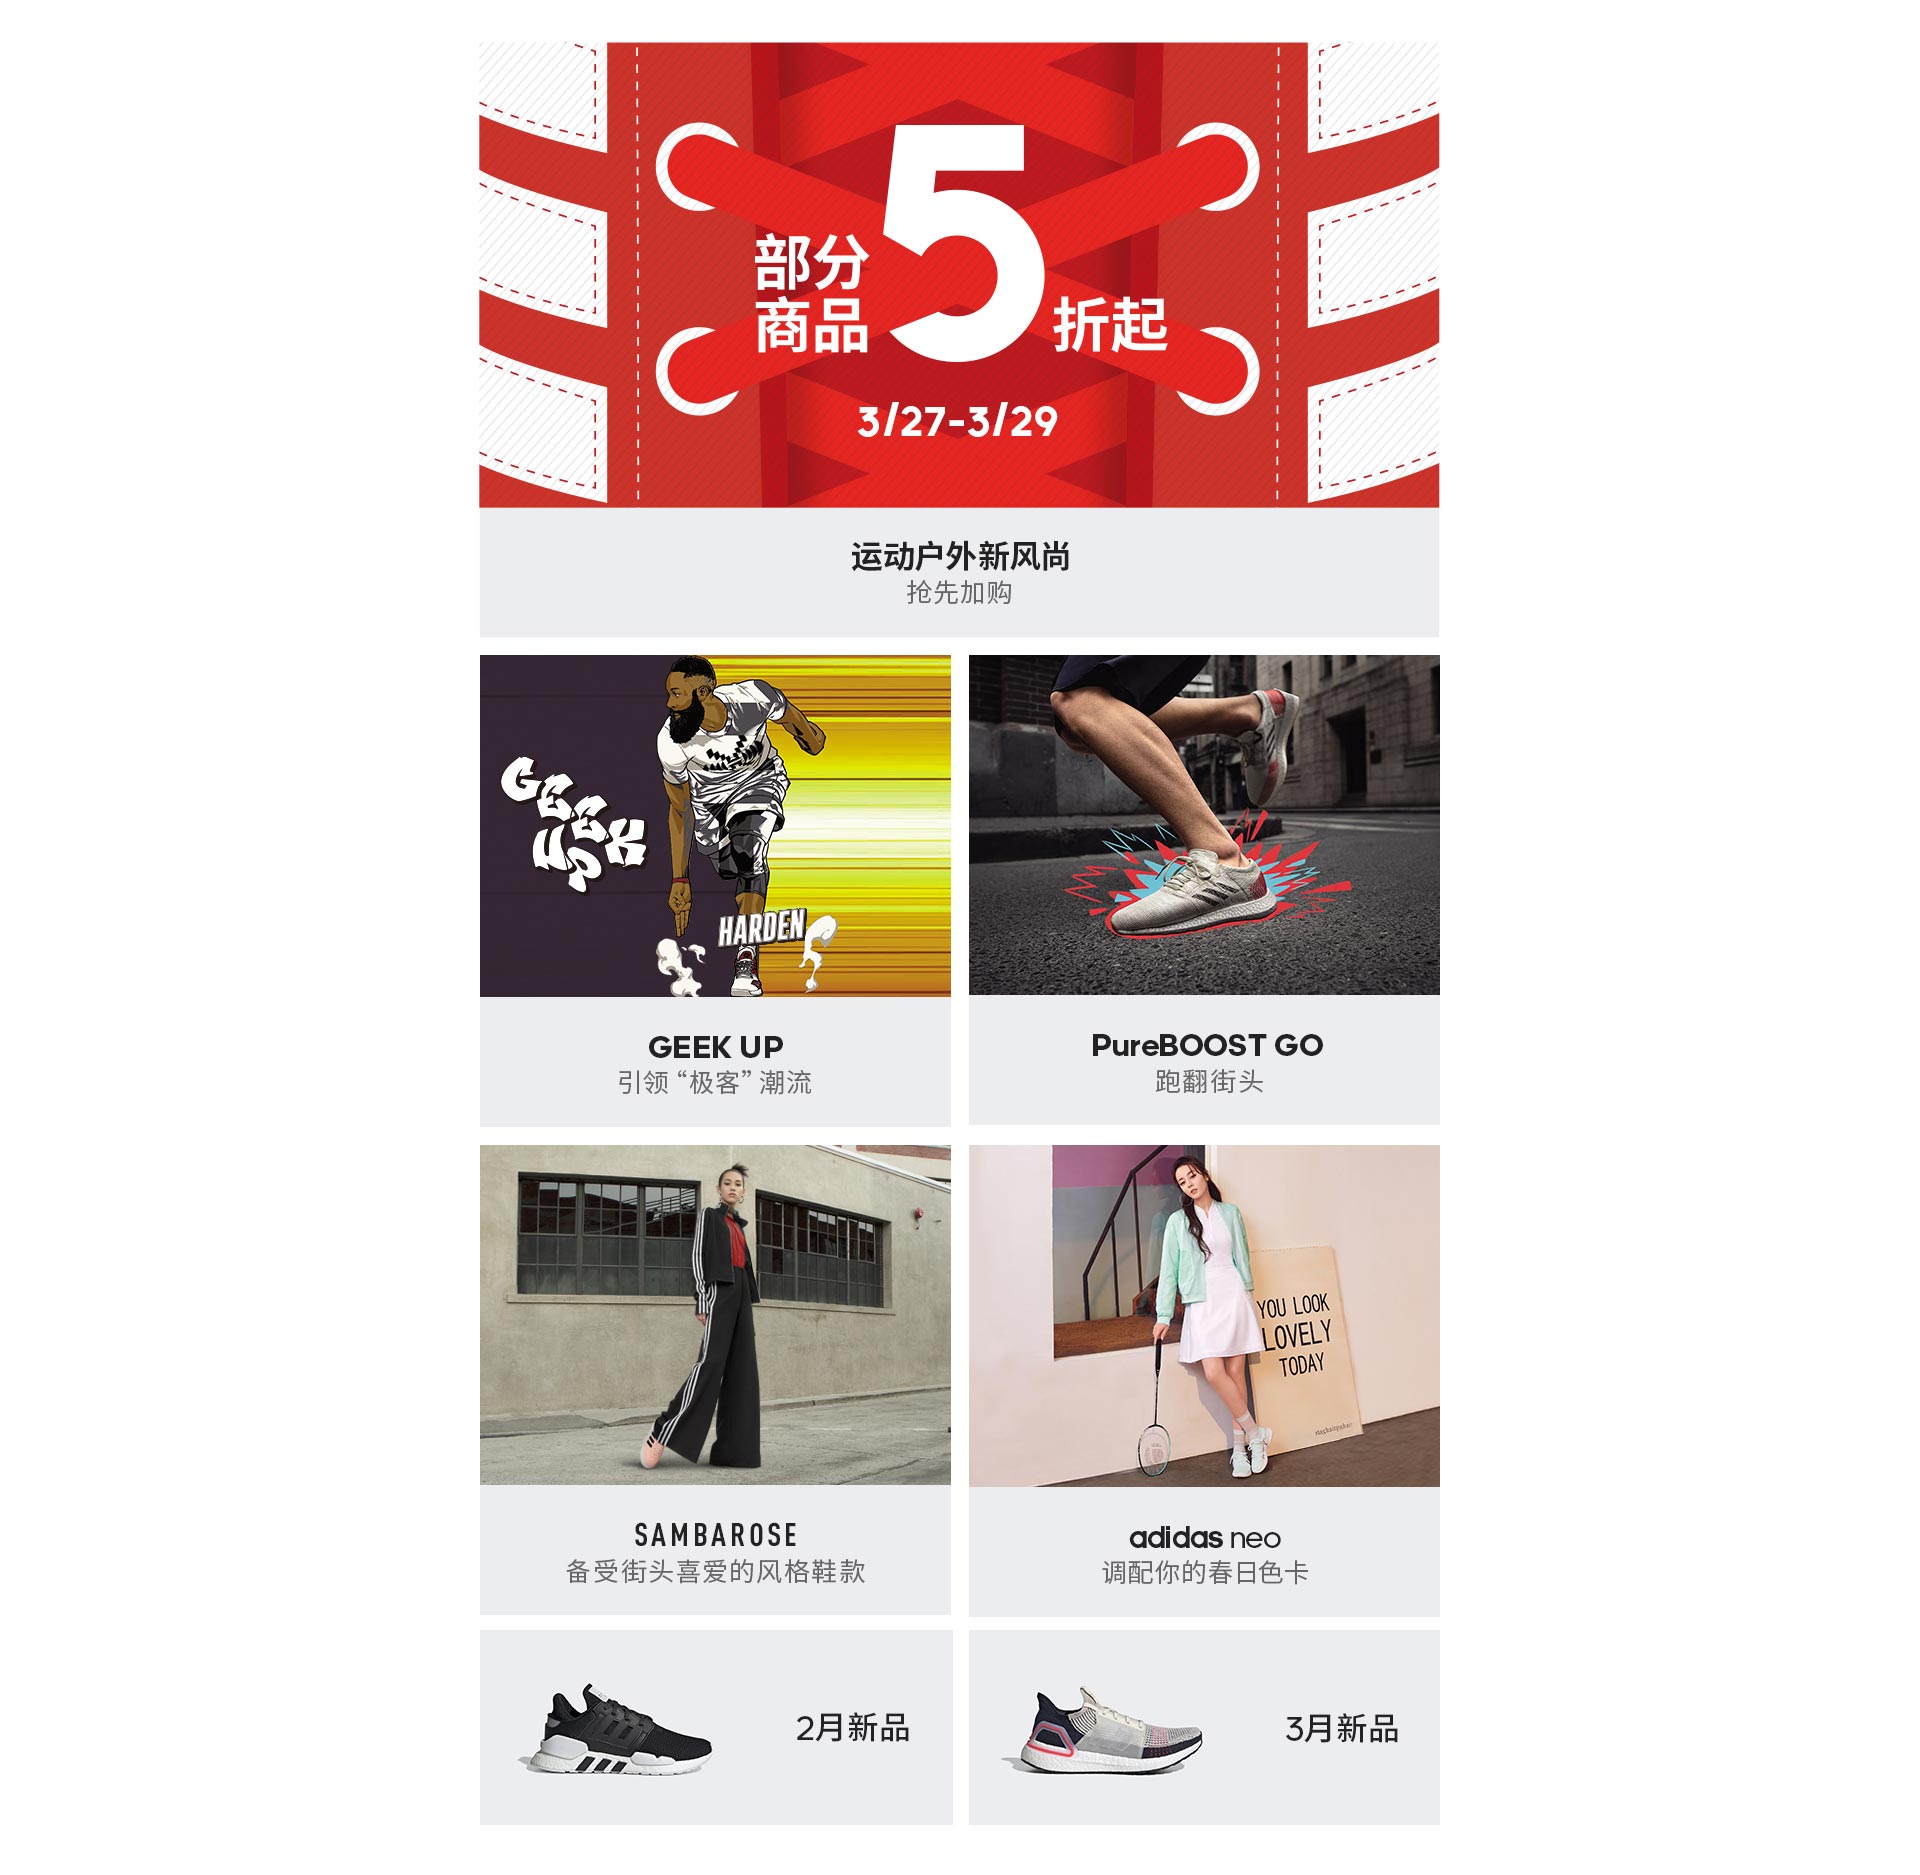 部分
商品
5
折起
3/27-3/29
运动户外新风尚
抢先加购
GEEK
UP
HARDEN
GEEK UP
引领“极客”潮流
PureBOOST GO
跑翻街头
YOU LOOK
LOVELY
TODAY
SAMBAROSE
备受街头喜爱的风格鞋款
adidas neo
调配你的春日色卡
2月新品
3月新品